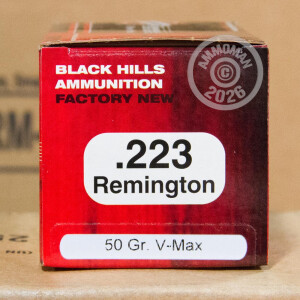 BLACK HILLS
AMMUNITION
FACTORY NEW
.223
Remington
50 Gr. V-Max
AMMOMAN
©
2026